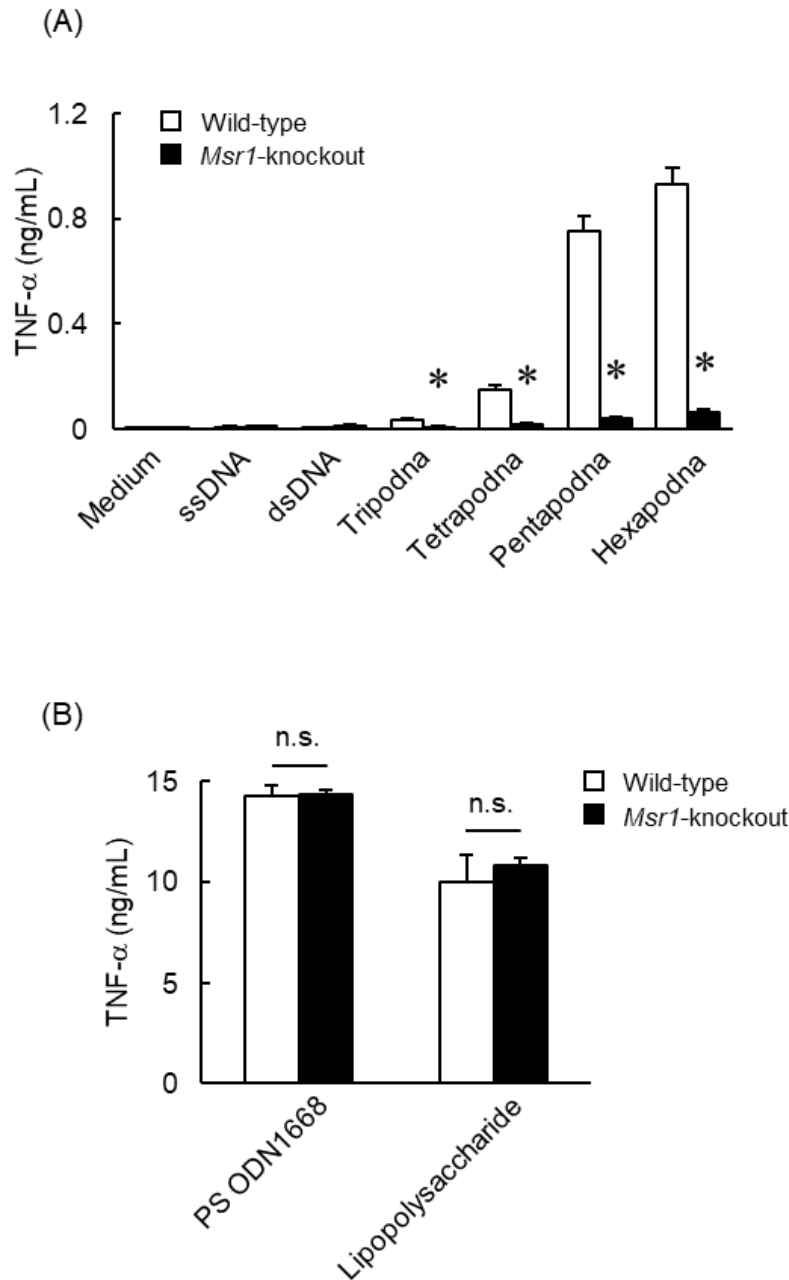 (A)
1.2
0.8
0.4
0
TNF-α (ng/mL)
Wild-type
Msr1-knockout
*
*
*
*
Medium
ssDNA
dsDNA
Tripodna
Tetrapodna
Pentapodna
Hexapodna
(B)
n.s.
n.s.
15
10
5
0
TNF-α (ng/mL)
Wild-type
Msr1-knockout
PS ODN1668
Lipopolysaccharide